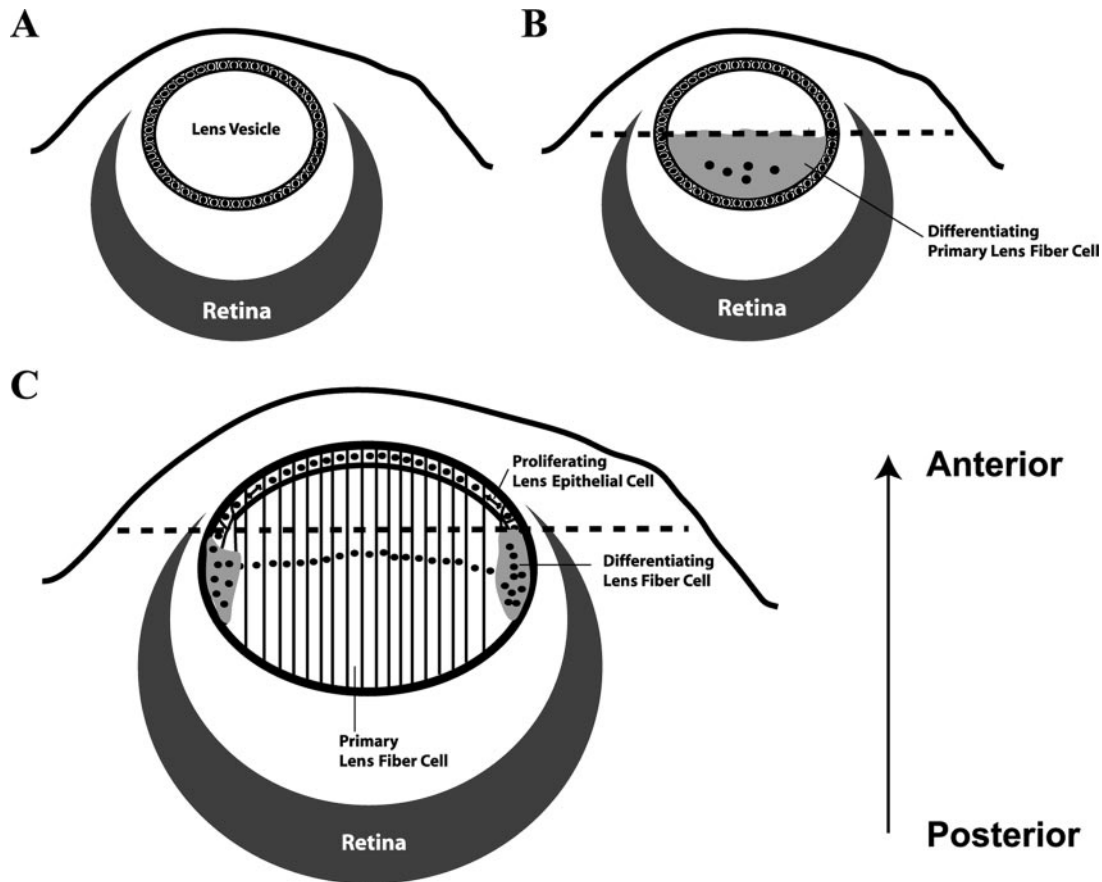 A
B
Lens Vesicle
Retina
Differentiating
Primary Lens Fiber Cell
Retina
C
Proliferating
Lens Epithelial Cell
Differentiating
Lens Fiber Cell
Primary
Lens Fiber Cell
Retina
Anterior
Posterior